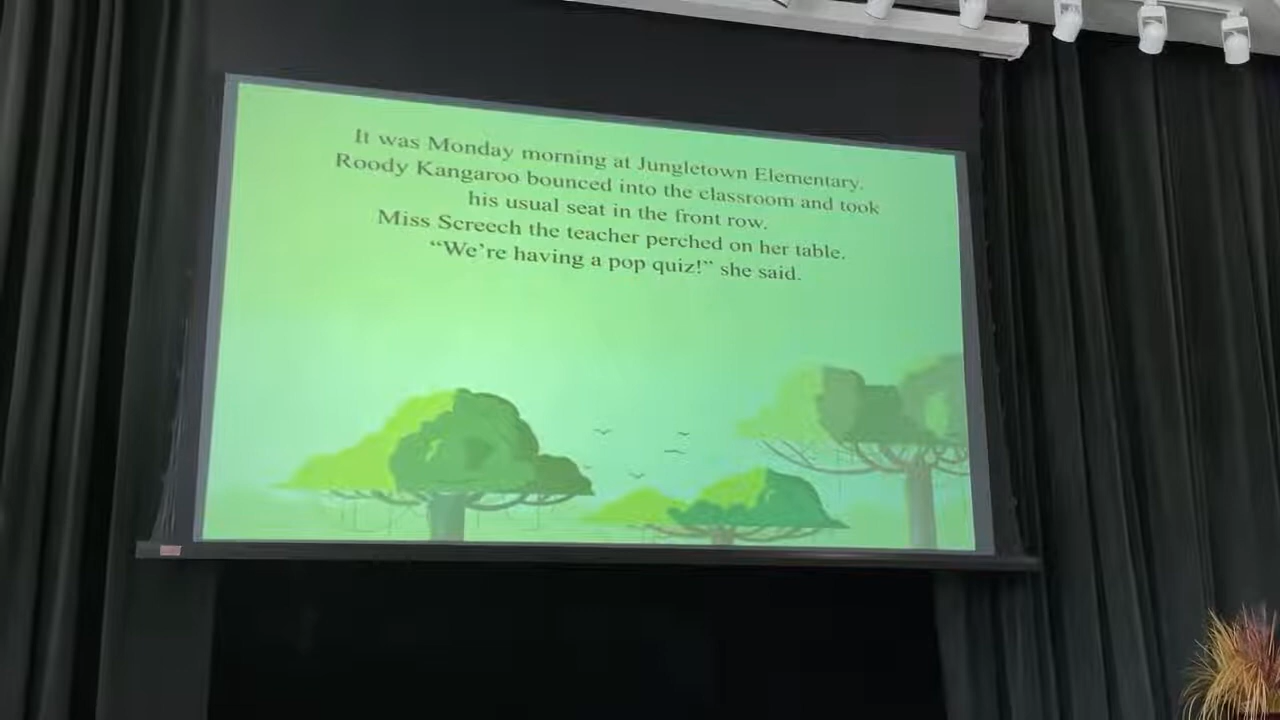 It was Monday morning at Jungletown Elementary.
Roody Kangaroo bounced into the classroom and took
his usual seat in the front row.
Miss Screech the teacher perched on her table.
“We’re having a pop quiz!” she said.